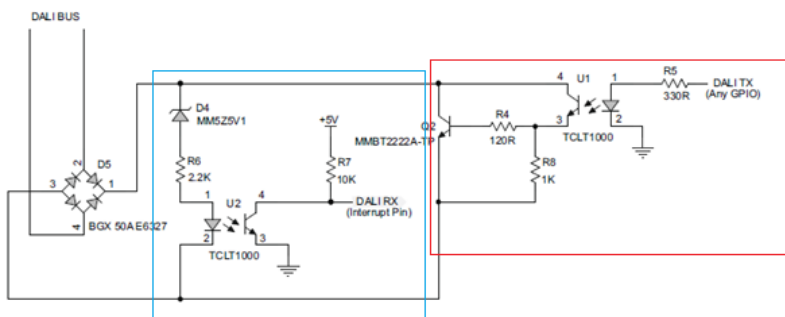 DALI BUS
D4
MM5Z5V1
R6
2.2K
+5V
R7
10K
DALI RX
(Interrupt Pin)
1
U2
4
2
3
TCLT1000
2
D5
3
1
4
BGX 50AE6327
Q2
MMBT2222A-TP
R4
120R
4
U1
1
R5
330R
DALI TX
(Any GPIO)
3
2
TCLT1000
R8
1K